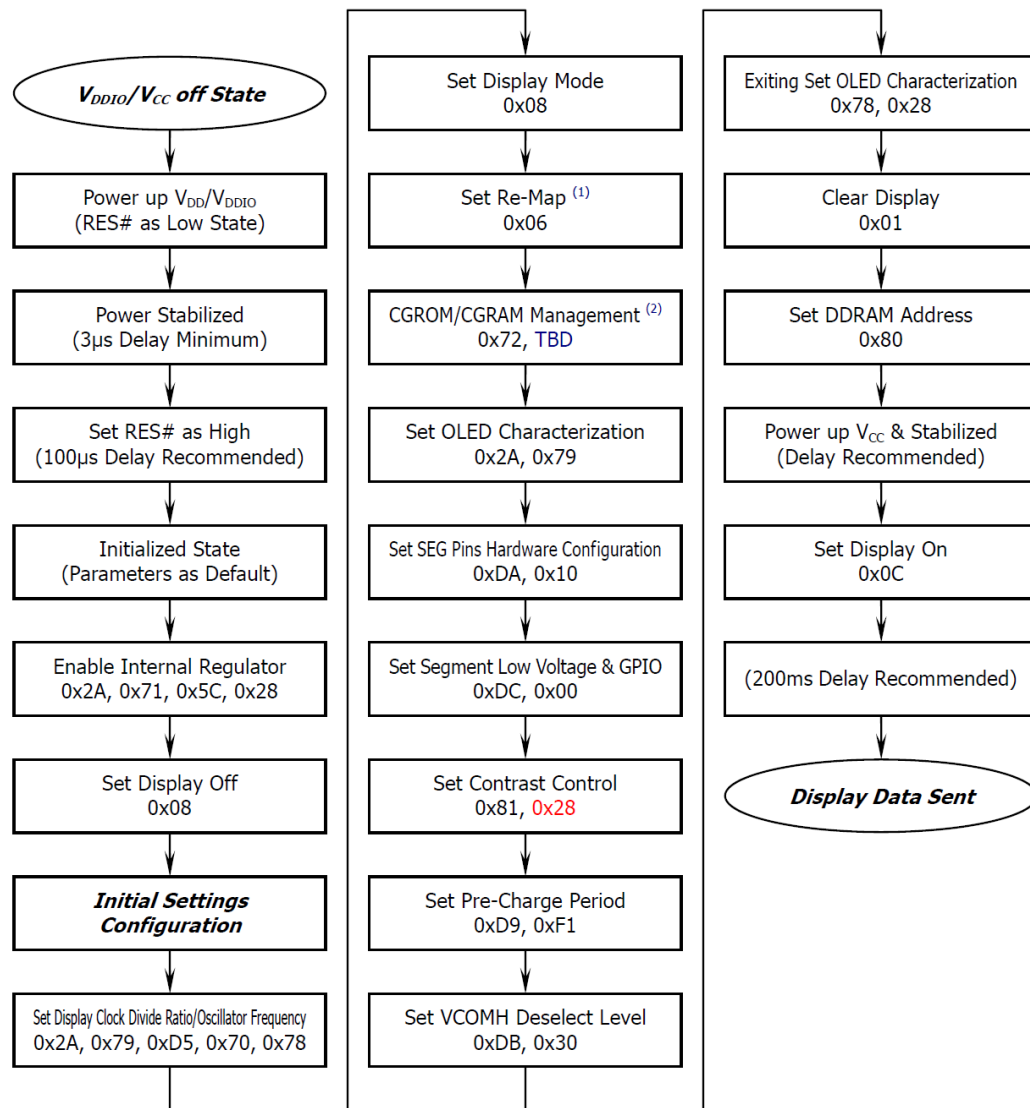 V_DDIO/V_CC off State
Power up V_DD/V_DDIO
(RES# as Low State)
Power Stabilized
(3μs Delay Minimum)
Set RES# as High
(100μs Delay Recommended)
Initialized State
(Parameters as Default)
Enable Internal Regulator
0x2A, 0x71, 0x5C, 0x28
Set Display Off
0x08
Initial Settings
Configuration
Set Display Clock Divide Ratio/Oscillator Frequency
0x2A, 0x79, 0xD5, 0x70, 0x78
Set Display Mode
0x08
Set Re-Map (1)
0x06
CGROM/CGRAM Management (2)
0x72, TBD
Set OLED Characterization
0x2A, 0x79
Set SEG Pins Hardware Configuration
0xDA, 0x10
Set Segment Low Voltage & GPIO
0xDC, 0x00
Set Contrast Control
0x81, 0x28
Set Pre-Charge Period
0xD9, 0xF1
Set VCOMH Deselect Level
0xDB, 0x30
Exiting Set OLED Characterization
0x78, 0x28
Clear Display
0x01
Set DDRAM Address
0x80
Power up V_CC & Stabilized
(Delay Recommended)
Set Display On
0x0C
(200ms Delay Recommended)
Display Data Sent